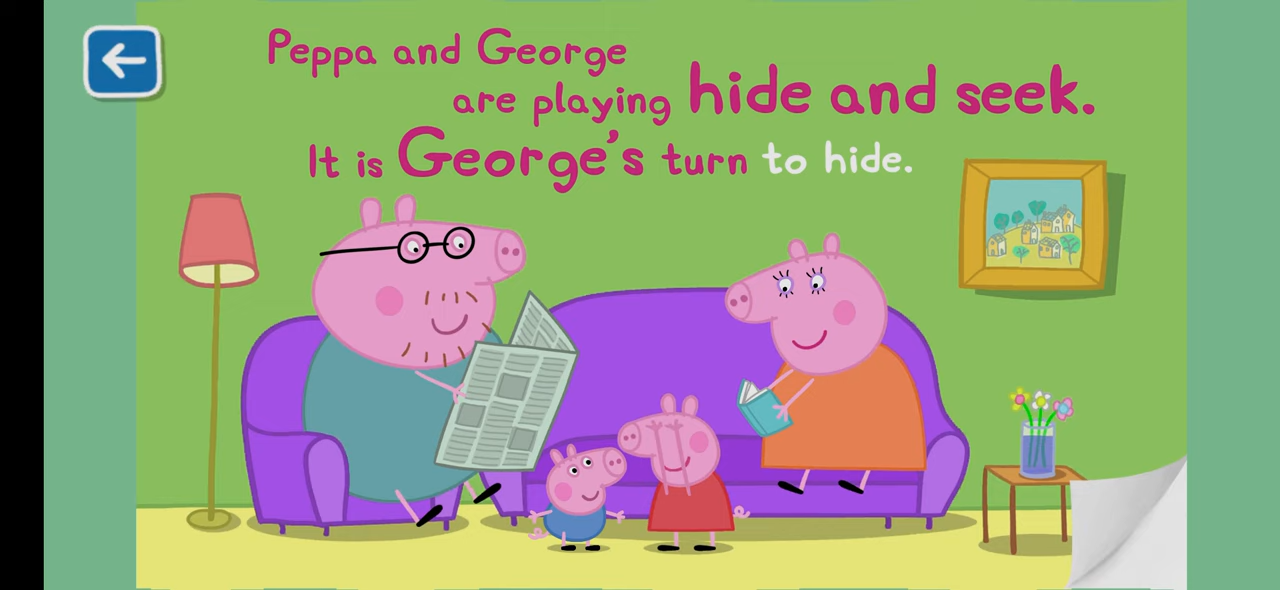 Peppa and George
are playing hide and seek.
It is George's turn to hide.